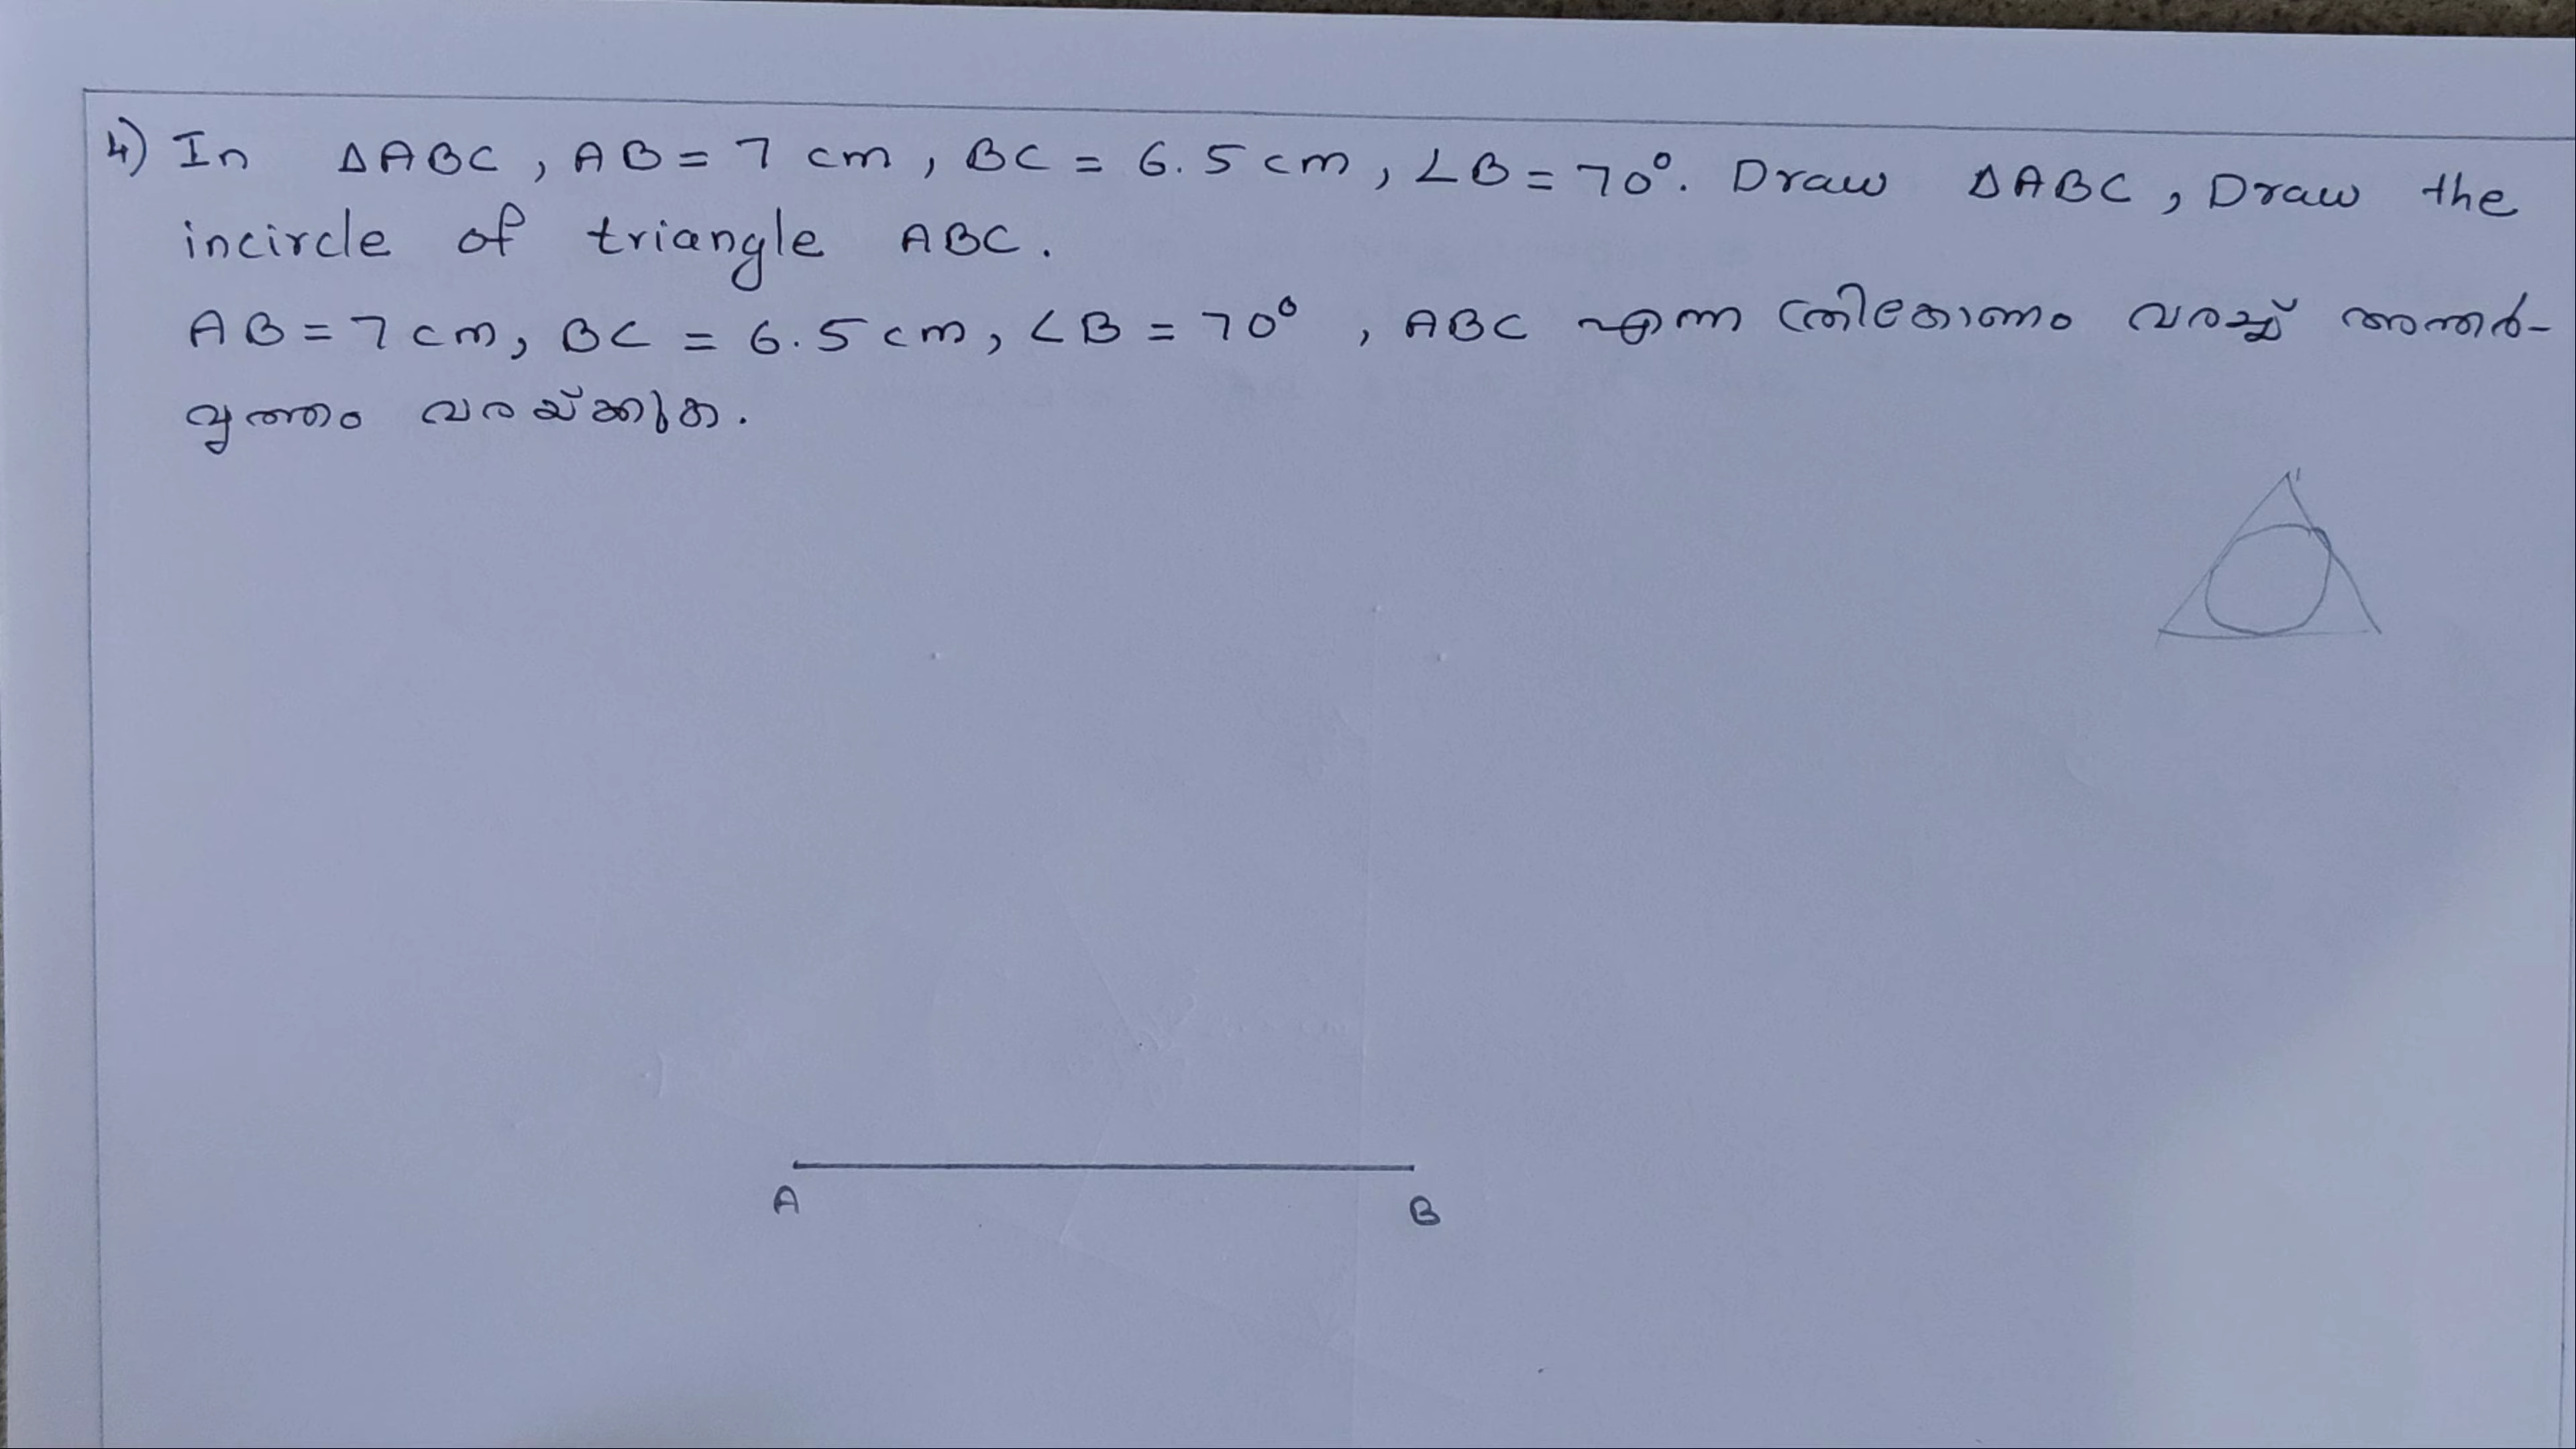 4) In ΔABC, AB = 7 cm, BC = 6.5 cm, ∠B = 70°. Draw ΔABC, Draw the
incircle of triangle ABC.
AB = 7 cm, BC = 6.5 cm, ∠B = 70°, ABC എന്ന ത്രികോണം വരച്ച് അന്തർ-
വൃത്തം വരയ്ക്കുക.
A B